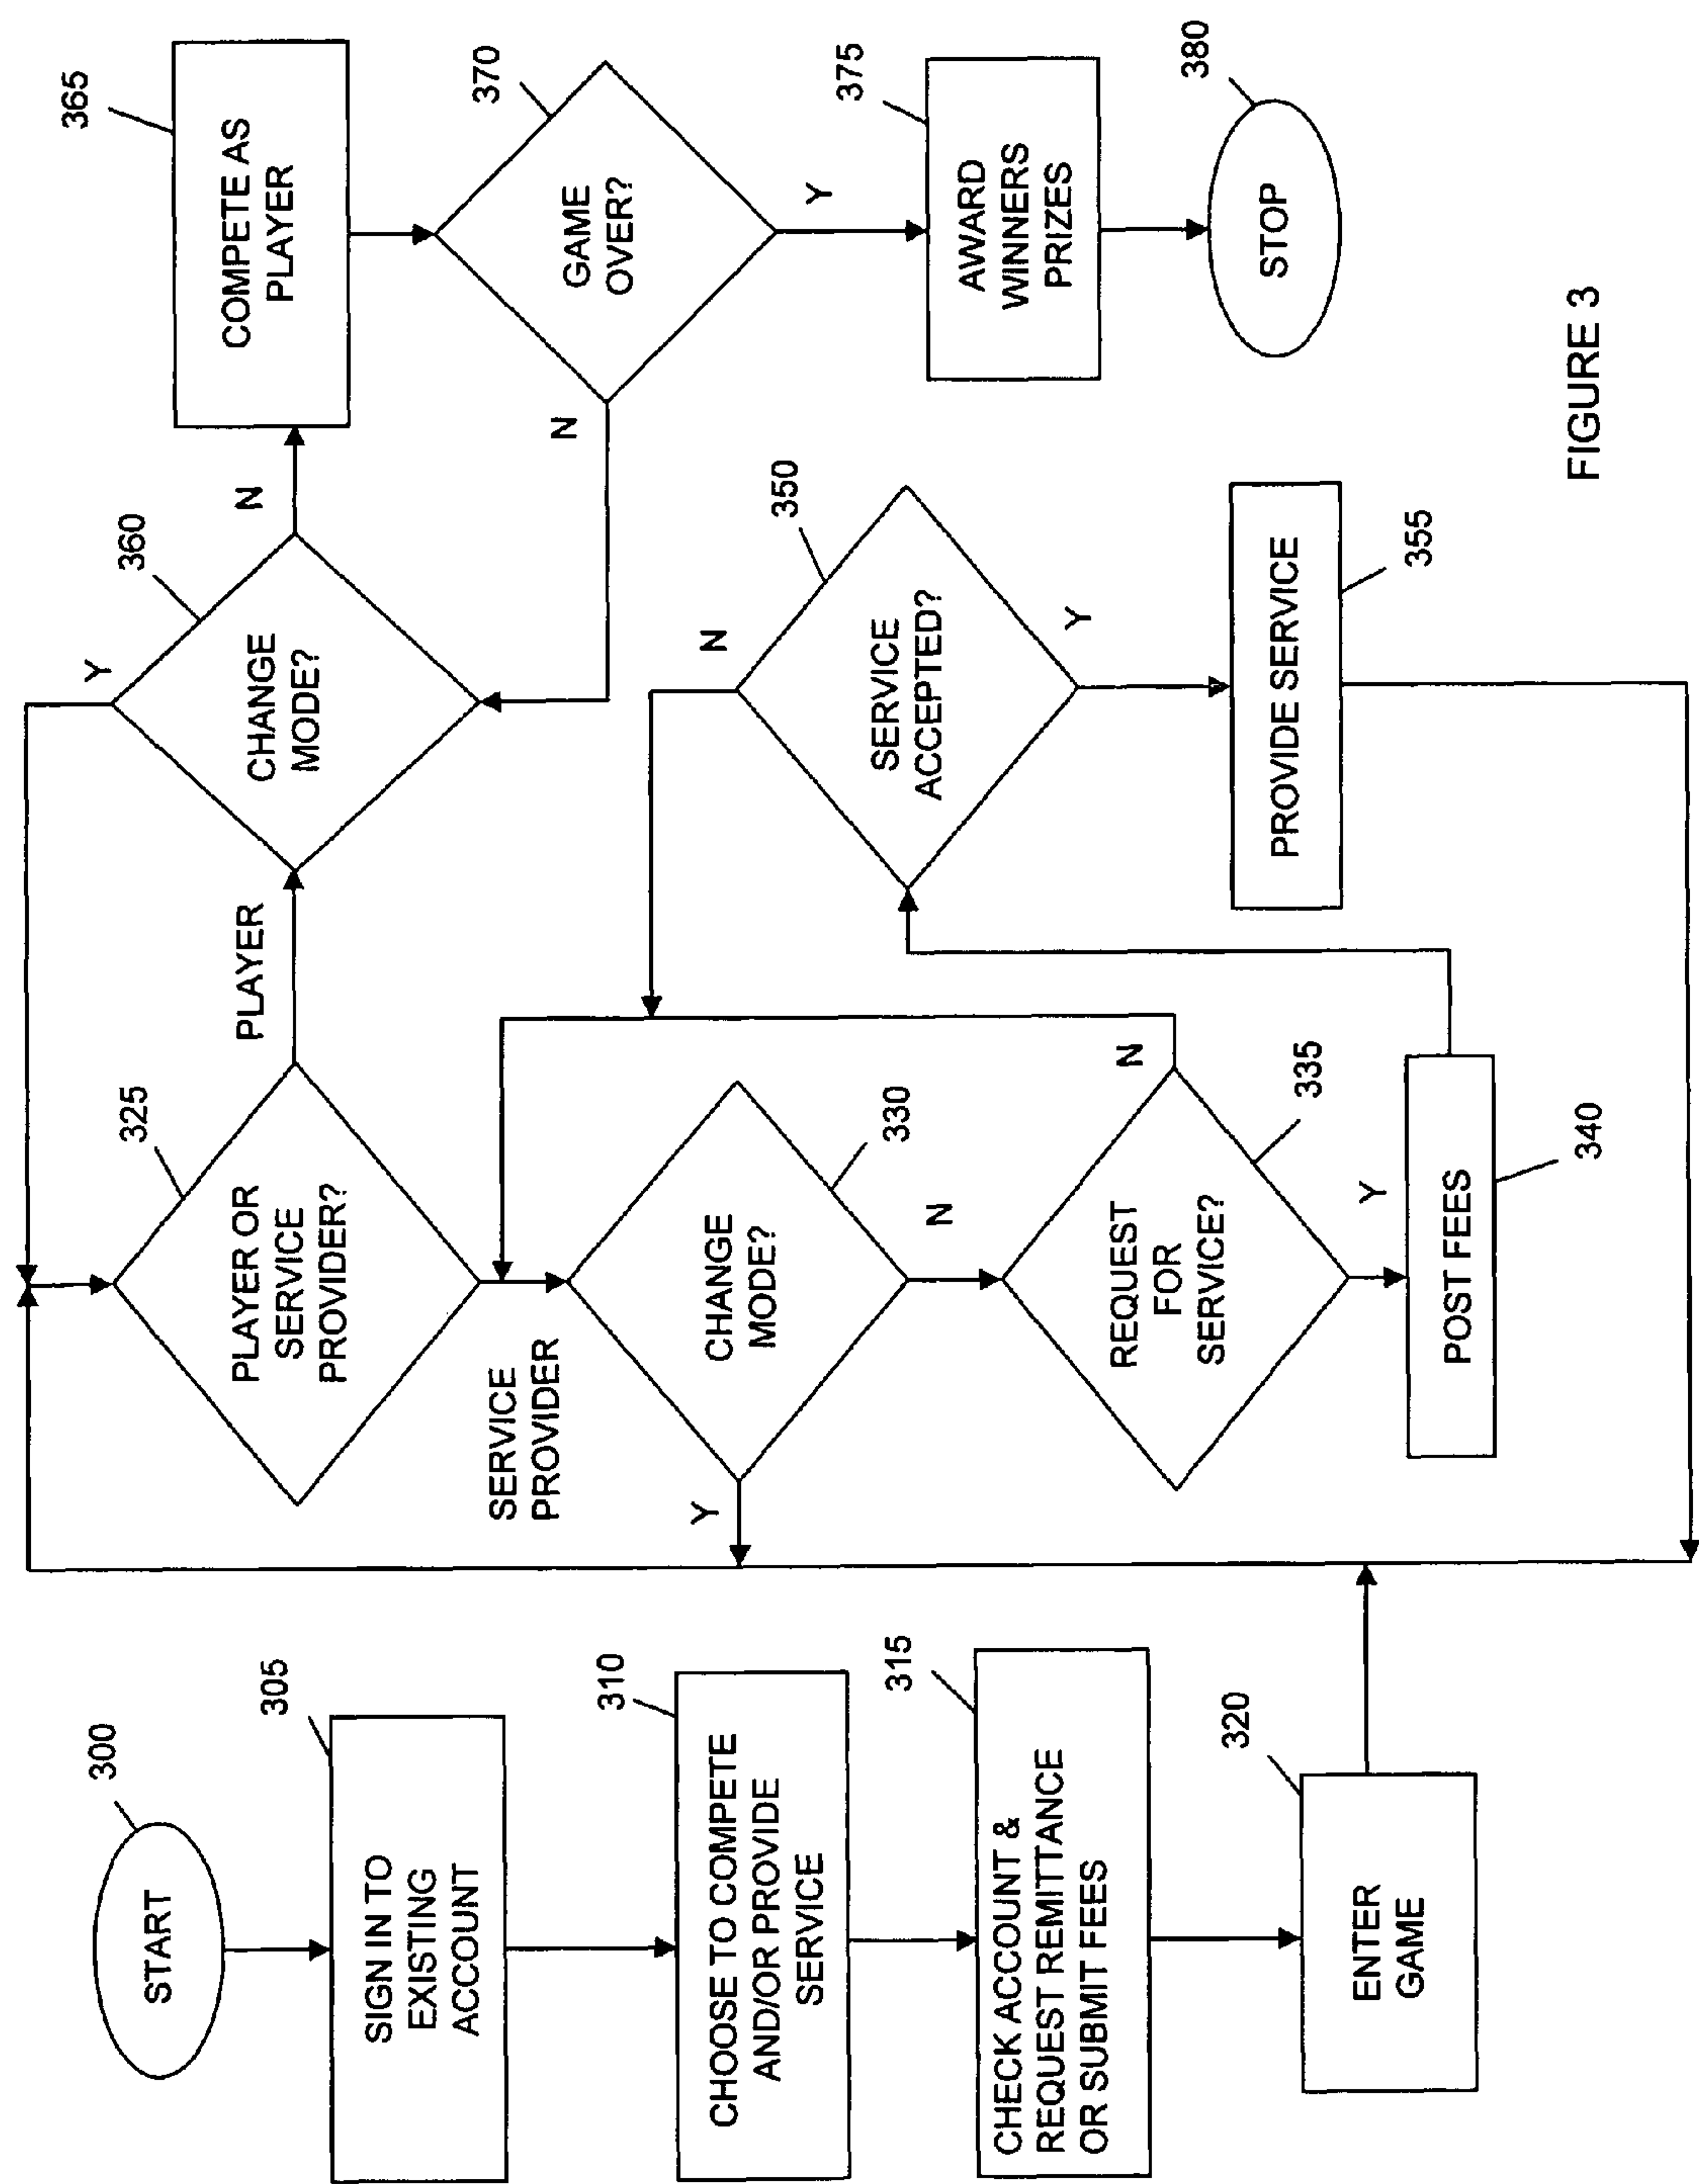 300
START
305
SIGN IN TO
EXISTING
ACCOUNT
310
CHOOSE TO COMPETE
AND/OR PROVIDE
SERVICE
315
CHECK ACCOUNT &
REQUEST REMITTANCE
OR SUBMIT FEES
320
ENTER
GAME
325
PLAYER OR
SERVICE
PROVIDER?
PLAYER
SERVICE
PROVIDER
330
CHANGE
MODE?
Y
N
335
REQUEST
FOR
SERVICE?
N
Y
340
POST FEES
350
SERVICE
ACCEPTED?
N
Y
355
PROVIDE SERVICE
360
CHANGE
MODE?
Y
N
365
COMPETE AS
PLAYER
370
GAME
OVER?
N
Y
375
AWARD
WINNERS
PRIZES
380
STOP
FIGURE 3